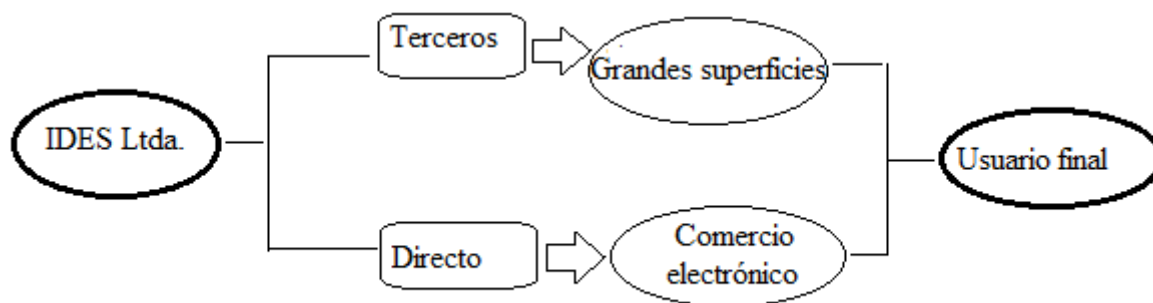 Terceros
Grandes superficies
IDES Ltda.
Usuario final
Directo
Comercio
electrónico